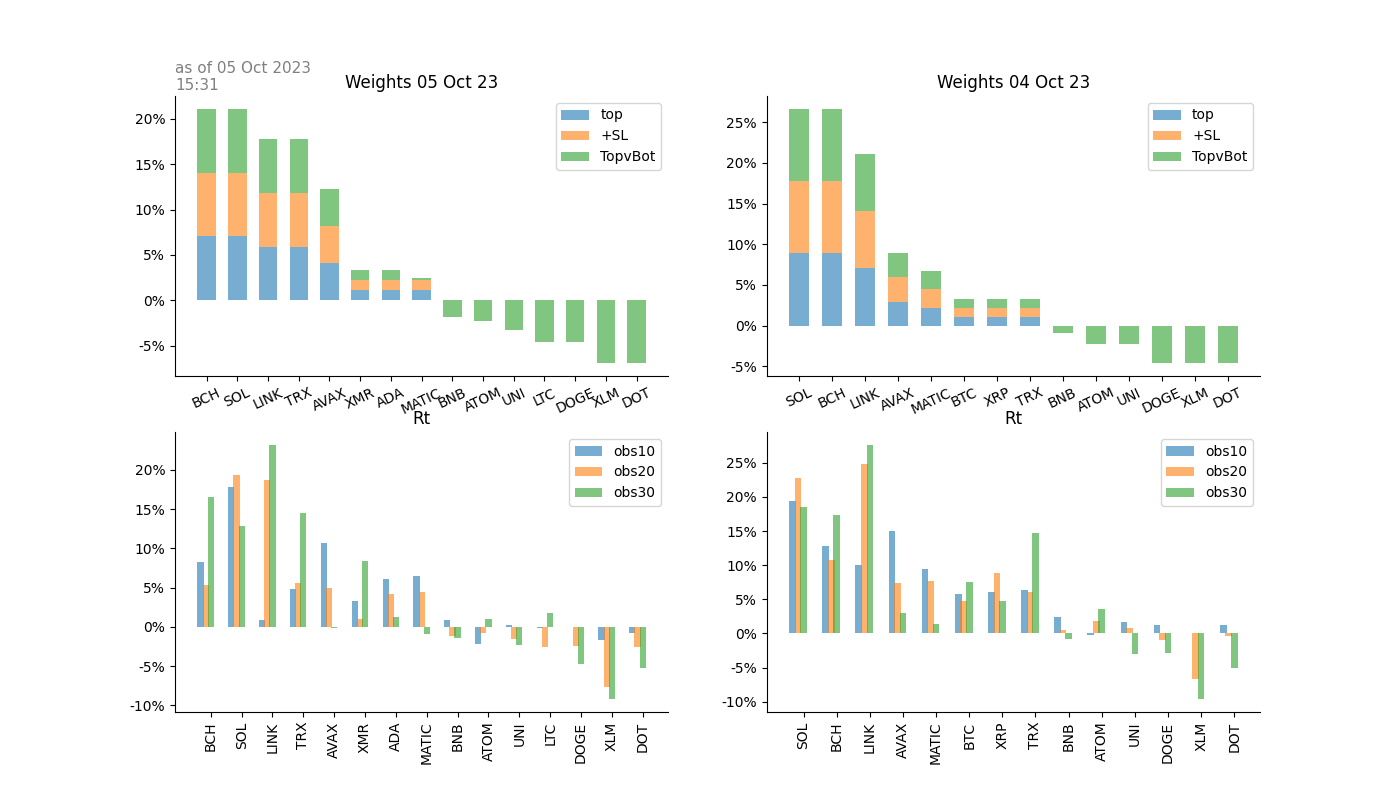 as of 05 Oct 2023
15:31
Weights 05 Oct 23
20%
15%
10%
5%
0%
-5%
top
+SL
TopvBot
BCH SOL LINK TRX AVAX XMR ADA MATIC BNB ATOM UNI LTC DOGE XLM DOT
Weights 04 Oct 23
25%
20%
15%
10%
5%
0%
-5%
top
+SL
TopvBot
SOL BCH LINK AVAX MATIC BTC XRP TRX BNB ATOM UNI DOGE XLM DOT
Rt
20%
15%
10%
5%
0%
-5%
-10%
obs10
obs20
obs30
BCH SOL LINK TRX AVAX XMR ADA MATIC BNB ATOM UNI LTC DOGE XLM DOT
Rt
25%
20%
15%
10%
5%
0%
-5%
-10%
obs10
obs20
obs30
SOL BCH LINK AVAX MATIC BTC XRP TRX BNB ATOM UNI DOGE XLM DOT